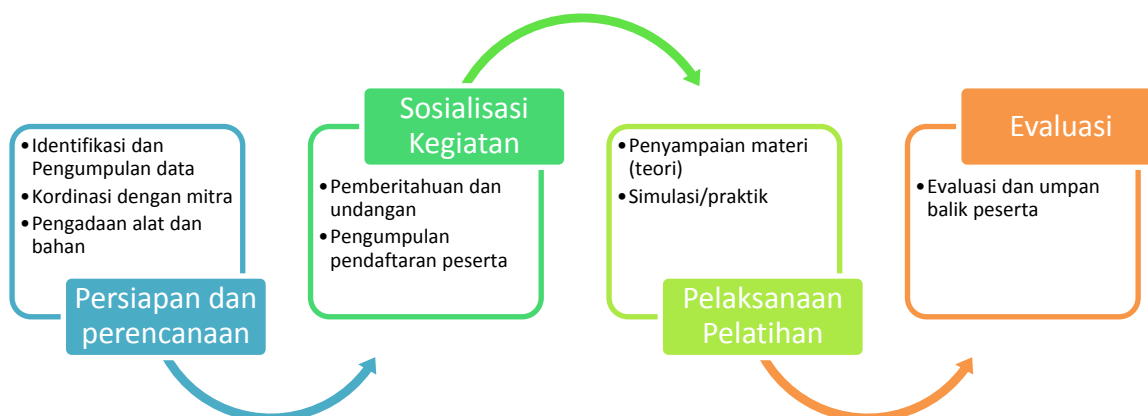 •Identifikasi dan
Pengumpulan data
•Kordinasi dengan mitra
•Pengadaan alat dan
bahan
Persiapan dan
perencanaan
Sosialisasi
Kegiatan
•Pemberitahuan dan
undangan
•Pengumpulan
pendaftaran peserta
•Penyampaian materi
(teori)
•Simulasi/praktik
Pelaksanaan
Pelatihan
Evaluasi
•Evaluasi dan umpan
balik peserta